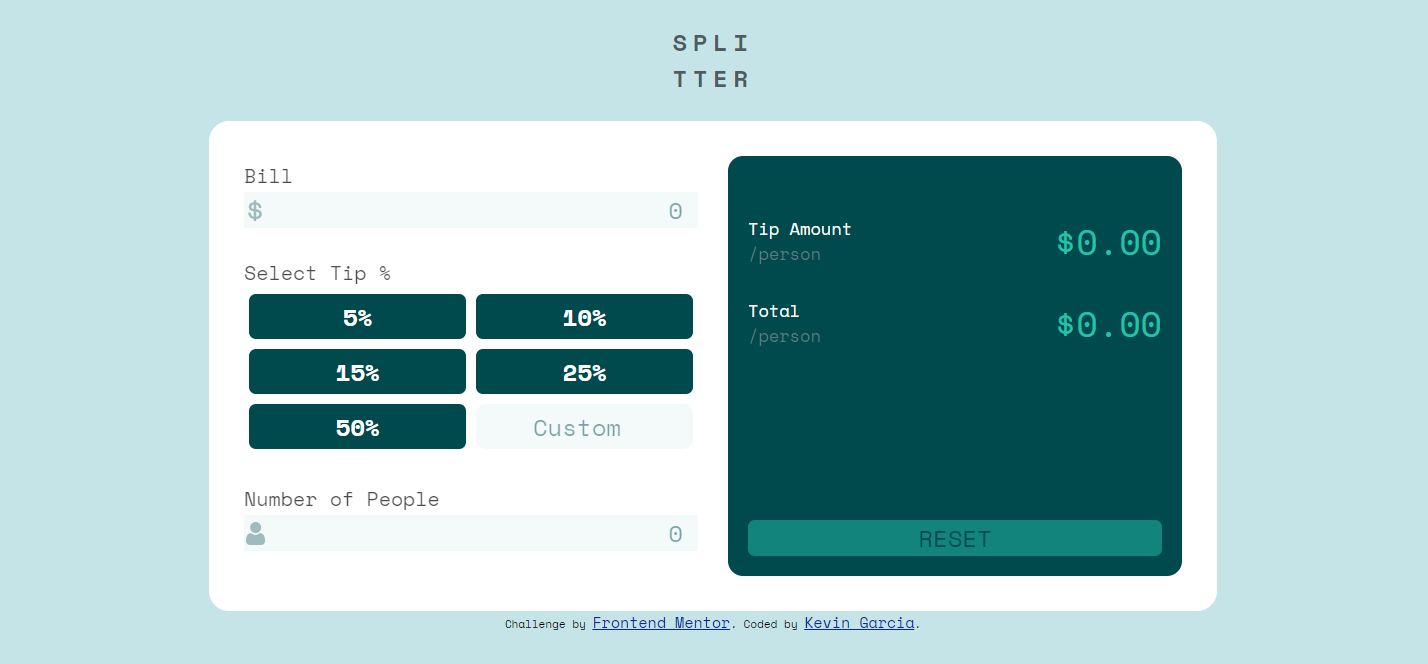 SPLI
TTER
Bill
$ 0
Select Tip %
5% 10%
15% 25%
50% Custom
Number of People
0
Tip Amount
/person
$0.00
Total
/person
$0.00
RESET
Challenge by Frontend Mentor. Coded by Kevin Garcia.